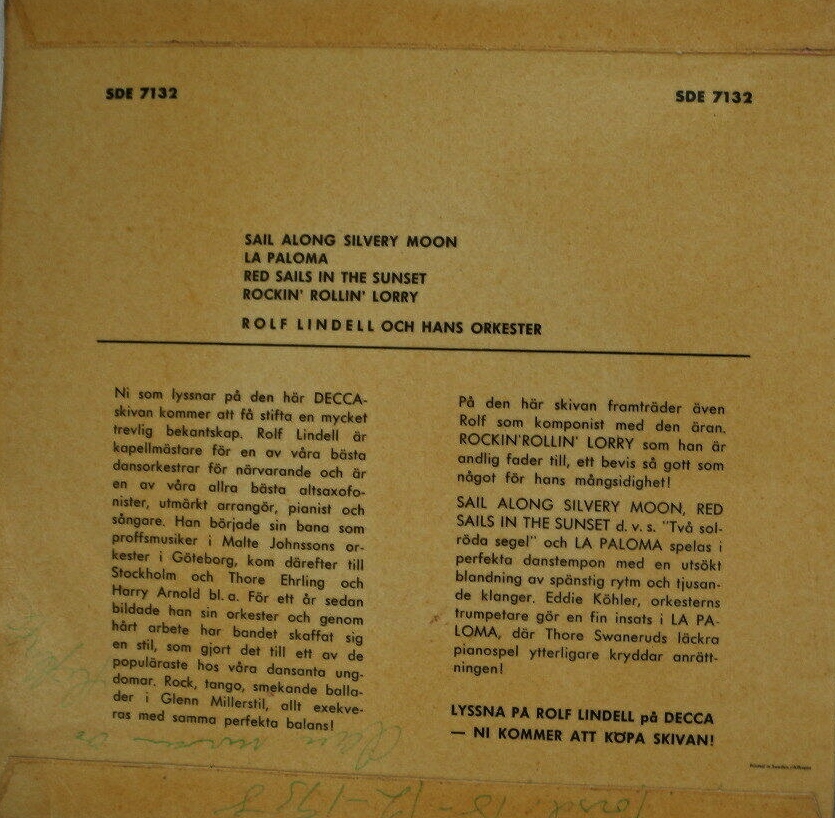 SDE 7132
SDE 7132
SAIL ALONG SILVERY MOON
LA PALOMA
RED SAILS IN THE SUNSET
ROCKIN' ROLLIN' LORRY
ROLF LINDELL OCH HANS ORKESTER
Ni som lyssnar på den här DECCA-
skivan kommer att få stifta en mycket
trevlig bekantskap. Rolf Lindell är
kapellmästare för en av våra bästa
dansorkestrar för närvarande och är
en av våra allra bästa altsaxofo-
nister, utmärkt arrangör, pianist och
sångare. Han började sin bana som
proffsmusiker i Malte Johnssons or-
kester i Göteborg, kom därefter till
Stockholm och Thore Ehrling och
Harry Arnold bl. a. För ett år sedan
bildade han sin orkester och genom
hårt arbete har bandet skaffat sig
en stil, som gjort det till ett av de
populäraste hos våra dansanta ung-
domar. Rock, tango, smekande balla-
der i Glenn Millerstil, allt exekve-
ras med samma perfekta balans!
På den här skivan framträder även
Rolf som komponist med den äran.
ROCKIN'ROLLIN' LORRY som han är
andlig fader till, ett bevis så gott som
något för hans mångsidighet!
SAIL ALONG SILVERY MOON, RED
SAILS IN THE SUNSET d. v. s. "Två sol-
röda segel" och LA PALOMA spelas i
perfekta danstempon med en utsökt
blandning av spänstig rytm och tjusan-
de klanger. Eddie Köhler, orkesterns
trumpetare gör en fin insats i LA PA-
LOMA, där Thore Swaneruds läckra
pianospel ytterligare kryddar anrätt-
ningen!
LYSSNA PÅ ROLF LINDELL på DECCA
— NI KOMMER ATT KÖPA SKIVAN!
Printed in Sweden